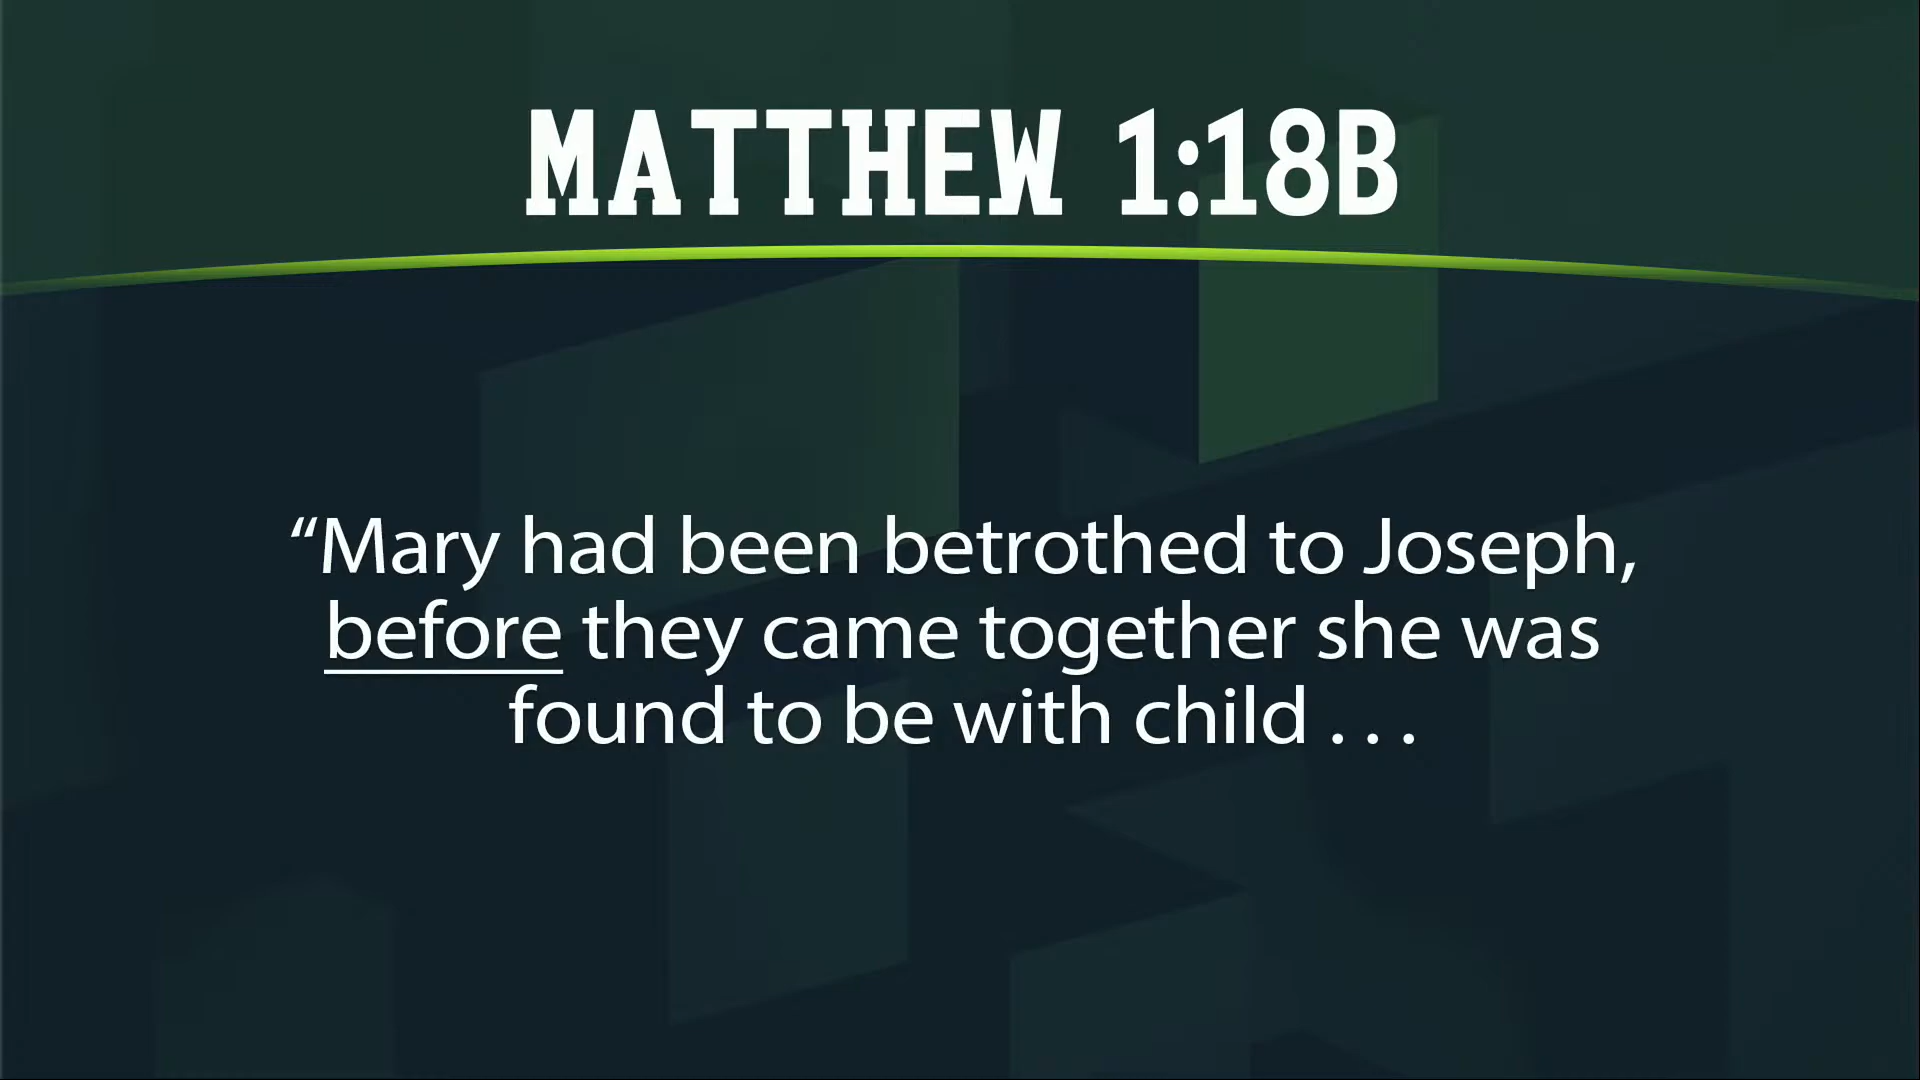 MATTHEW 1:18B
“Mary had been betrothed to Joseph,
before they came together she was
found to be with child . . .